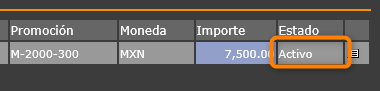 Promoción Moneda Importe Estado
M-2000-300 MXN 7,500.00 Activo